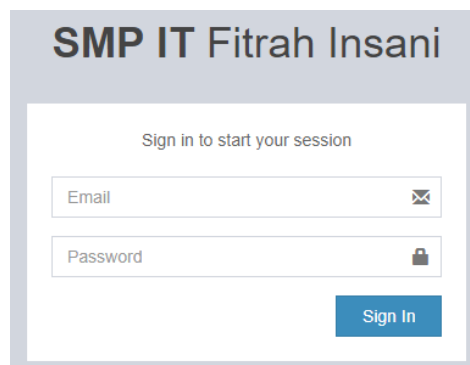 SMP IT Fitrah Insani
Sign in to start your session
Email
Password
Sign In